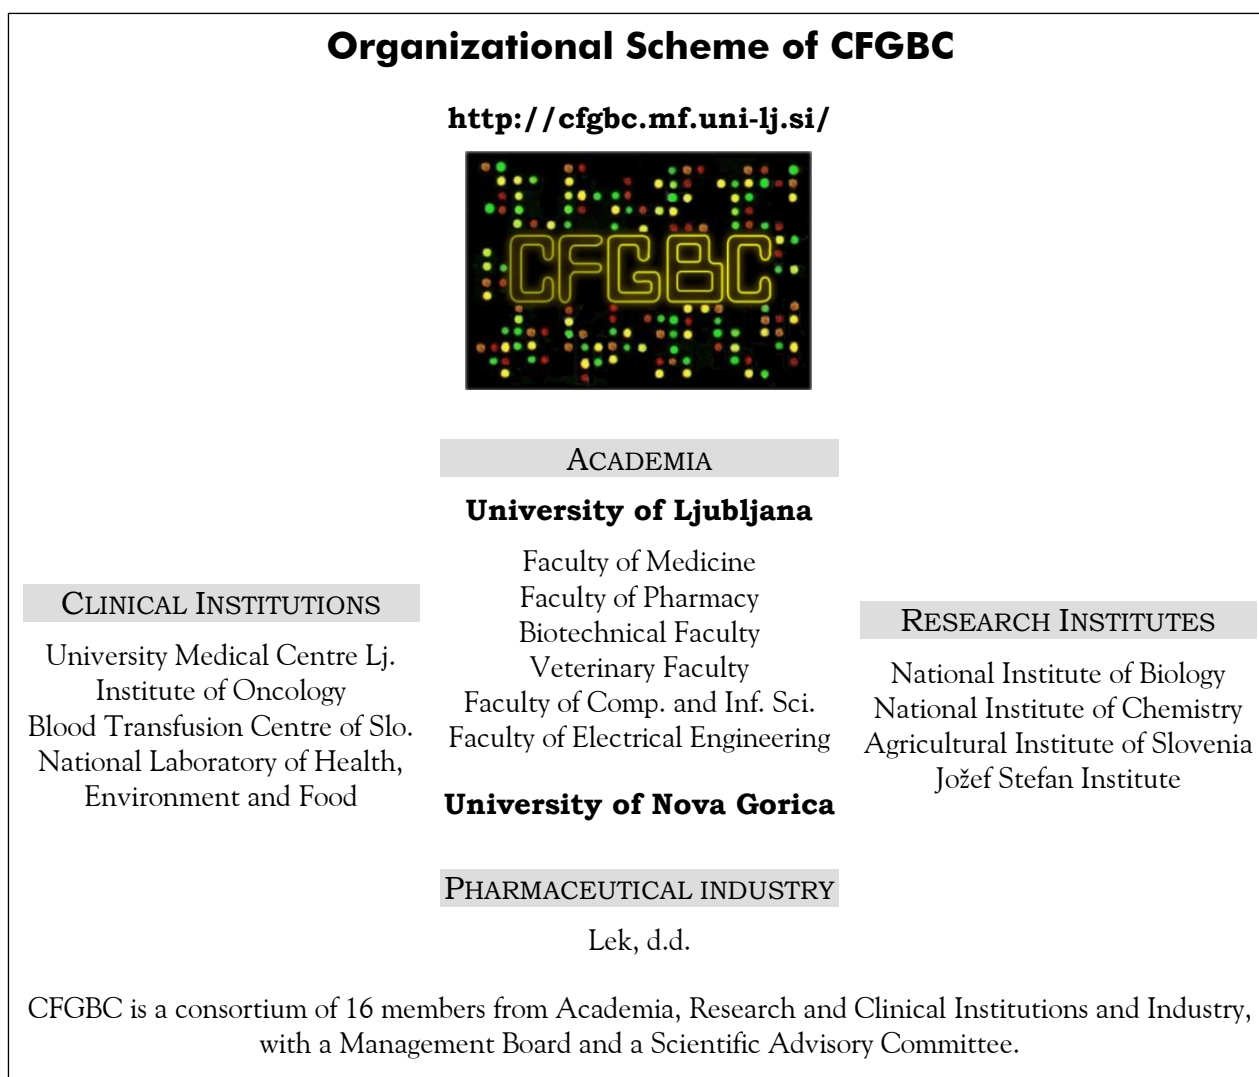 Organizational Scheme of CFGBC
http://cfgbc.mf.uni-lj.si/
CFGBC
ACADEMIA
University of Ljubljana
Faculty of Medicine
Faculty of Pharmacy
Biotechnical Faculty
Veterinary Faculty
Faculty of Comp. and Inf. Sci.
Faculty of Electrical Engineering
University of Nova Gorica
CLINICAL INSTITUTIONS
University Medical Centre Lj.
Institute of Oncology
Blood Transfusion Centre of Slo.
National Laboratory of Health,
Environment and Food
RESEARCH INSTITUTES
National Institute of Biology
National Institute of Chemistry
Agricultural Institute of Slovenia
Jožef Stefan Institute
PHARMACEUTICAL INDUSTRY
Lek, d.d.
CFGBC is a consortium of 16 members from Academia, Research and Clinical Institutions and Industry,
with a Management Board and a Scientific Advisory Committee.